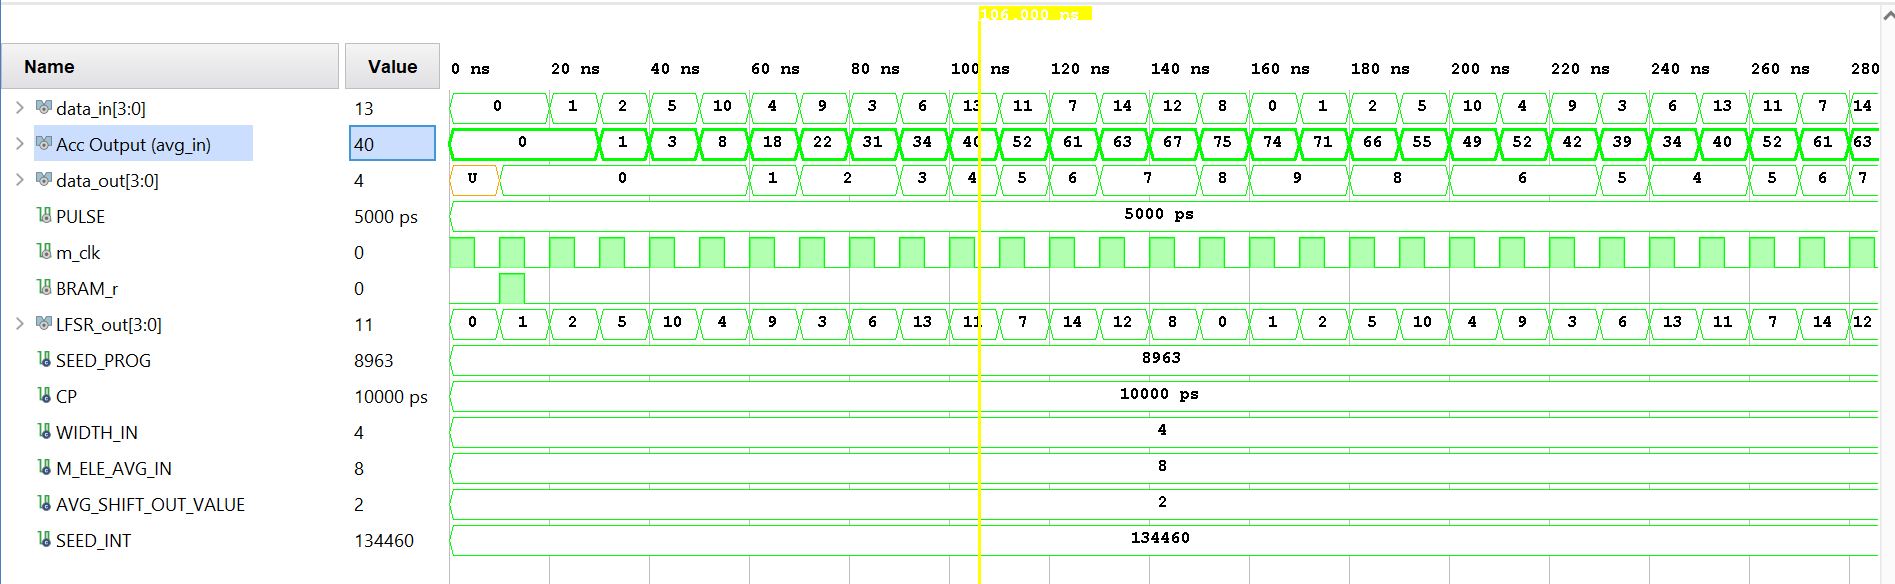 106.000 ns
Name Value 0 ns 20 ns 40 ns 60 ns 80 ns 100 ns 120 ns 140 ns 160 ns 180 ns 200 ns 220 ns 240 ns 260 ns 280
data_in[3:0] 13 0 1 2 5 10 4 9 3 6 13 11 7 14 12 8 0 1 2 5 10 4 9 3 6 13 11 7 14
Acc Output (avg_in) 40 0 1 3 8 18 22 31 34 40 52 61 63 67 75 74 71 66 55 49 52 42 39 34 40 52 61 63
data_out[3:0] 4 U 0 1 2 3 4 5 6 7 8 9 8 6 5 4 5 6 7
PULSE 5000 ps 5000 ps
m_clk 0
BRAM_r 0
LFSR_out[3:0] 11 0 1 2 5 10 4 9 3 6 13 11 7 14 12 8 0 1 2 5 10 4 9 3 6 13 11 7 14 12
SEED_PROG 8963 8963
CP 10000 ps 10000 ps
WIDTH_IN 4 4
M_ELE_AVG_IN 8 8
AVG_SHIFT_OUT_VALUE 2 2
SEED_INT 134460 134460